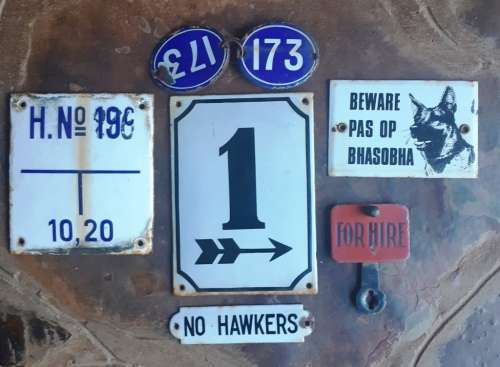 173
173
H. Nº 196
10,20
1
BEWARE
PAS OP
BHASOBHA
FOR HIRE
NO HAWKERS